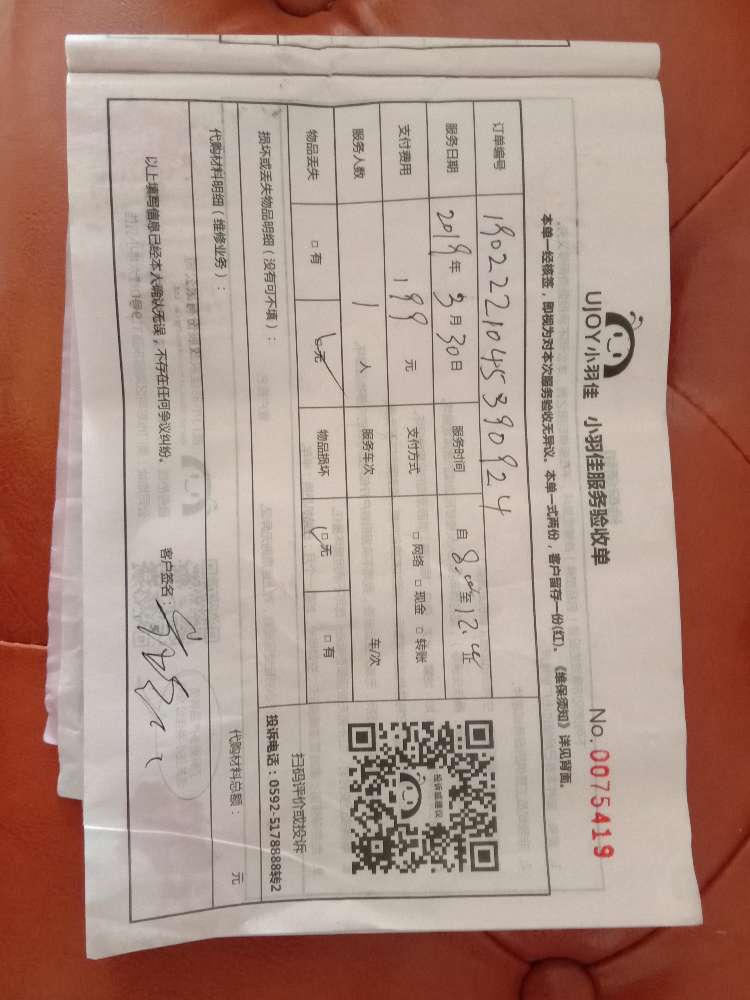 UJOY小羽佳 小羽佳服务验收单
No. 0075419
本单一经核签，即视为对本次服务验收无异议。本单一式两份，客户留存一份(红)。《维保须知》详见背面。
订单编号 1902221045390924
服务日期 2019年3月30日 服务时间 自8.00至12.00止
支付费用 199元 支付方式 □网络 □现金 □转账
服务人数 1人 服务车次 车/次
物品丢失 □有 □无 物品损坏 □无 □有
投诉或建议
扫码评价或投诉
投诉电话：0592-5178888转2
损坏或丢失物品明细（没有可不填）：
代购材料明细（维修业务）：
代购材料总额： 元
以上填写信息已经本人确认无误，不存在任何争议纠纷。 客户签名：